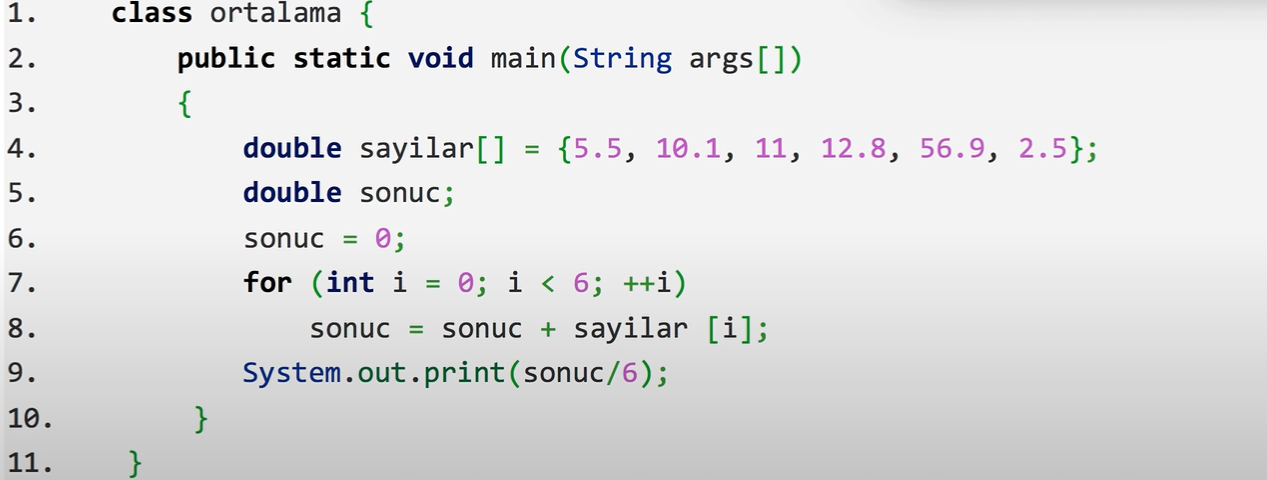 1. class ortalama {
2. public static void main(String args[])
3. {
4. double sayilar[] = {5.5, 10.1, 11, 12.8, 56.9, 2.5};
5. double sonuc;
6. sonuc = 0;
7. for (int i = 0; i < 6; ++i)
8. sonuc = sonuc + sayilar [i];
9. System.out.print(sonuc/6);
10. }
11. }